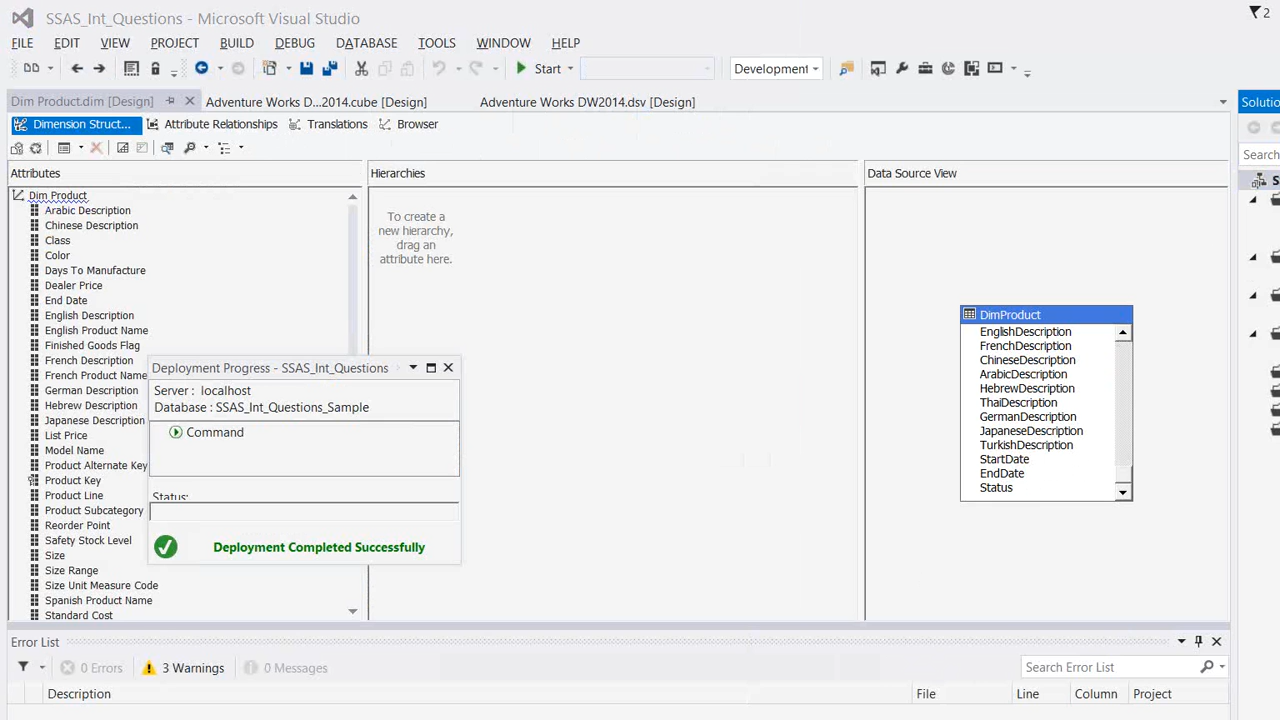 SSAS_Int_Questions - Microsoft Visual Studio
2
FILE EDIT VIEW PROJECT BUILD DEBUG DATABASE TOOLS WINDOW HELP
Start Development
Dim Product.dim [Design] Adventure Works D...2014.cube [Design] Adventure Works DW2014.dsv [Design]
Solutio
Dimension Struct... Attribute Relationships Translations Browser
Search
Attributes
Hierarchies
Data Source View
S
Dim Product
Arabic Description
Chinese Description
Class
Color
Days To Manufacture
Dealer Price
End Date
English Description
English Product Name
Finished Goods Flag
French Description
French Product Name
German Description
Hebrew Description
Japanese Description
List Price
Model Name
Product Alternate Key
Product Key
Product Line
Product Subcategory
Reorder Point
Safety Stock Level
Size
Size Range
Size Unit Measure Code
Spanish Product Name
Standard Cost
To create a
new hierarchy,
drag an
attribute here.
Deployment Progress - SSAS_Int_Questions
Server : localhost
Database : SSAS_Int_Questions_Sample
Command
Status:
Deployment Completed Successfully
DimProduct
EnglishDescription
FrenchDescription
ChineseDescription
ArabicDescription
HebrewDescription
ThaiDescription
GermanDescription
JapaneseDescription
TurkishDescription
StartDate
EndDate
Status
Error List
0 Errors 3 Warnings 0 Messages Search Error List
Description File Line Column Project